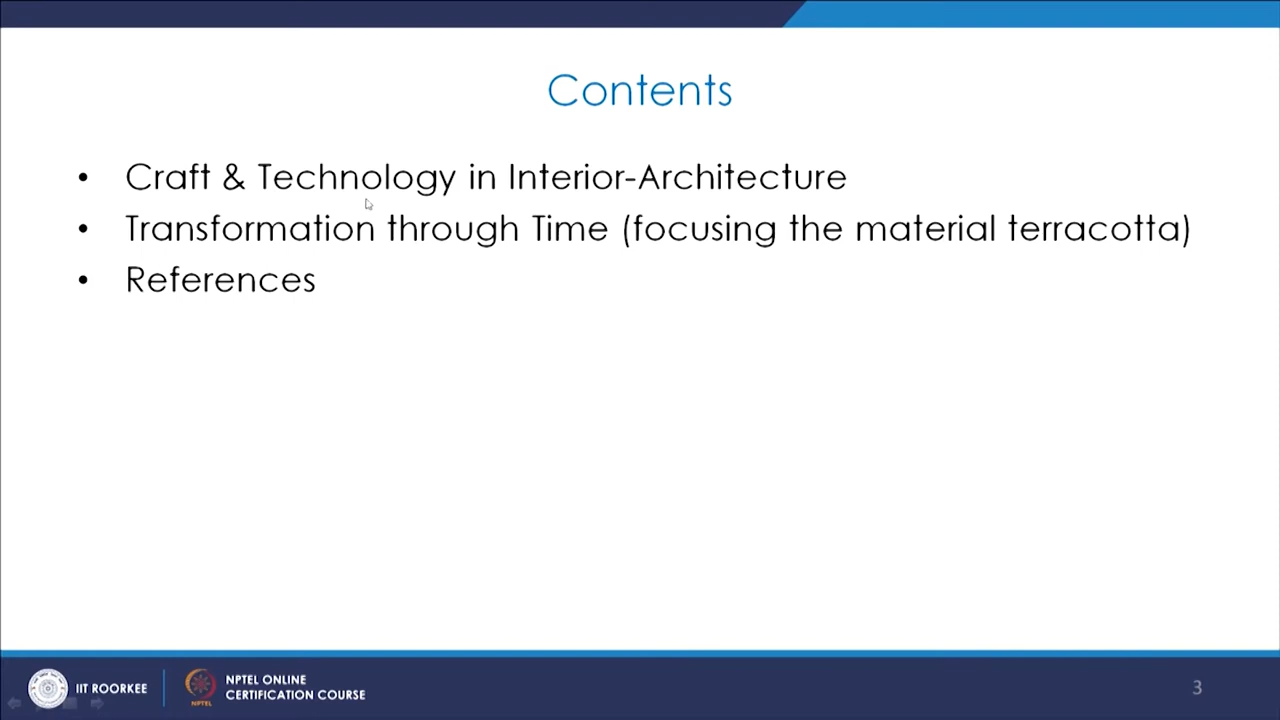 Contents
• Craft & Technology in Interior-Architecture
• Transformation through Time (focusing the material terracotta)
• References
IIT ROORKEE
NPTEL
NPTEL ONLINE
CERTIFICATION COURSE
3